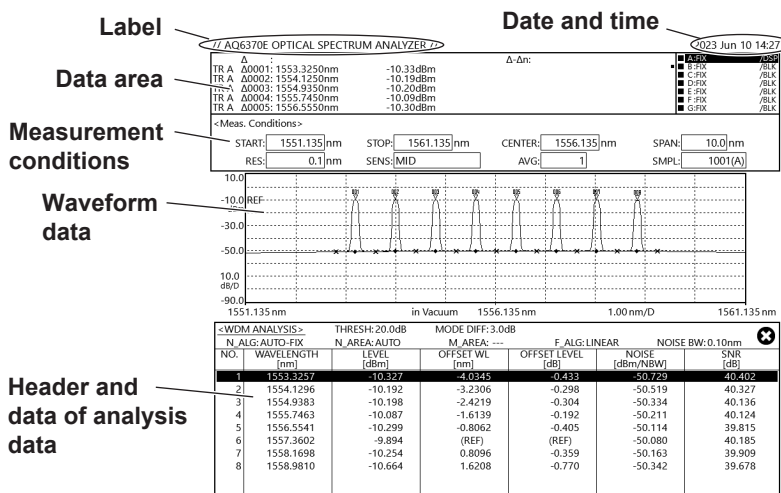 Label
Date and time
// AQ6370E OPTICAL SPECTRUM ANALYZER //
2023 Jun 10 14:27
Data area
Δ :
Δ-Δn:
TR A Δ0001: 1553.3250nm -10.33dBm
TR A Δ0002: 1554.1250nm -10.19dBm
TR A Δ0003: 1554.9350nm -10.20dBm
TR A Δ0004: 1555.7450nm -10.09dBm
TR A Δ0005: 1556.5550nm -10.30dBm
A:FIX /DSP
B:FIX /BLK
C:FIX /BLK
D:FIX /BLK
E:FIX /BLK
F:FIX /BLK
G:FIX /BLK
Measurement
conditions
<Meas. Conditions>
START: 1551.135 nm STOP: 1561.135 nm CENTER: 1556.135 nm SPAN: 10.0 nm
RES: 0.1 nm SENS: MID AVG: 1 SMPL: 1001(A)
Waveform
data
10.0
-10.0 REF
-30.0
-50.0
10.0
dB/D
-90.0
001 002 003 004 005 006 007 008
1551.135 nm in Vacuum 1556.135 nm 1.00 nm/D 1561.135 nm
Header and
data of analysis
data
<WDM ANALYSIS> THRESH: 20.0dB MODE DIFF: 3.0dB
N_ALG: AUTO-FIX N_AREA: AUTO M_AREA: --- F_ALG: LINEAR NOISE BW: 0.10nm
NO. WAVELENGTH LEVEL OFFSET WL OFFSET LEVEL NOISE SNR
[nm] [dBm] [nm] [dB] [dBm/NBW] [dB]
1 1553.3257 -10.327 -4.0345 -0.433 -50.729 40.402
2 1554.1296 -10.192 -3.2306 -0.298 -50.519 40.327
3 1554.9383 -10.198 -2.4219 -0.304 -50.334 40.136
4 1555.7463 -10.087 -1.6139 -0.192 -50.211 40.124
5 1556.5541 -10.299 -0.8062 -0.405 -50.114 39.815
6 1557.3602 -9.894 (REF) (REF) -50.080 40.185
7 1558.1698 -10.254 0.8096 -0.359 -50.163 39.909
8 1558.9810 -10.664 1.6208 -0.770 -50.342 39.678